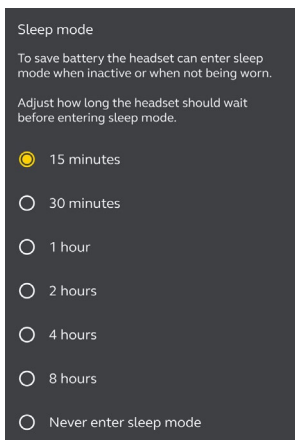 Sleep mode
To save battery the headset can enter sleep
mode when inactive or when not being worn.
Adjust how long the headset should wait
before entering sleep mode.
15 minutes
30 minutes
1 hour
2 hours
4 hours
8 hours
Never enter sleep mode